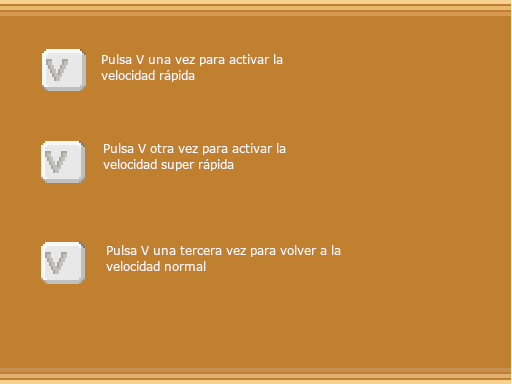 V
Pulsa V una vez para activar la
velocidad rápida
V
Pulsa V otra vez para activar la
velocidad super rápida
V
Pulsa V una tercera vez para volver a la
velocidad normal